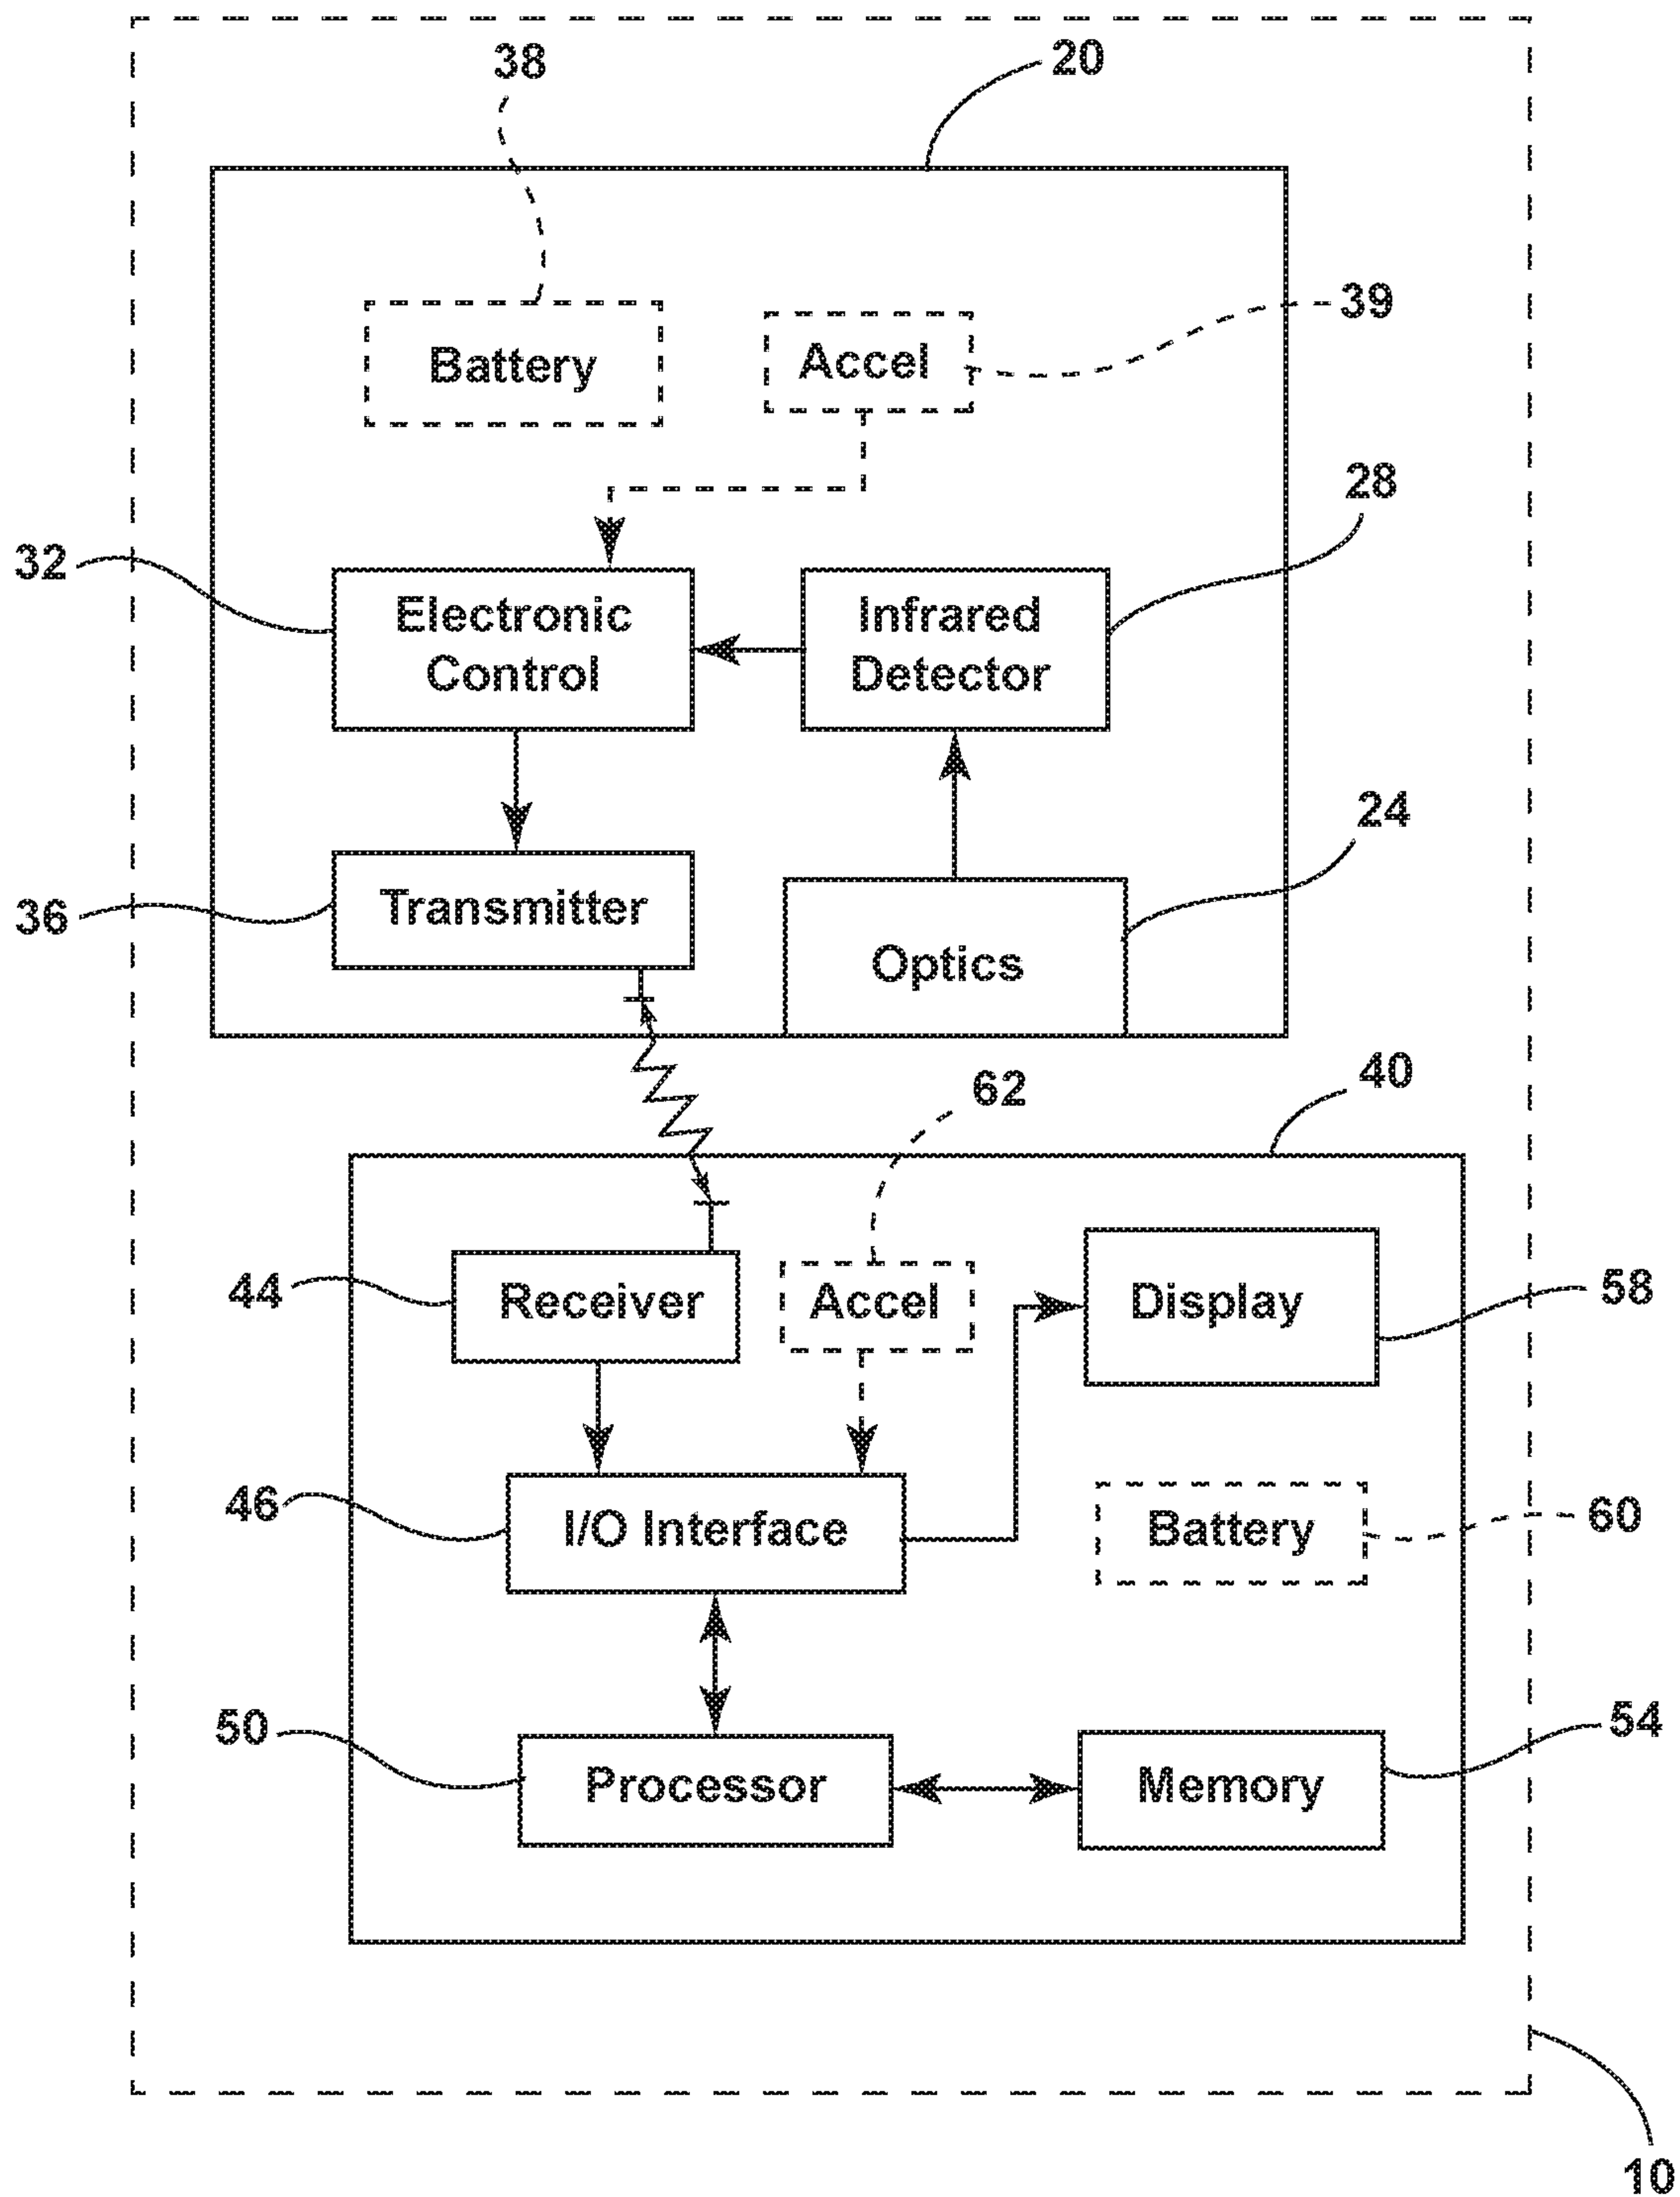 38
20
Battery
Accel
39
28
32
Electronic
Control
Infrared
Detector
24
36
Transmitter
Optics
62
40
44
Receiver
Accel
Display
58
46
I/O Interface
Battery
60
50
Processor
Memory
54
10